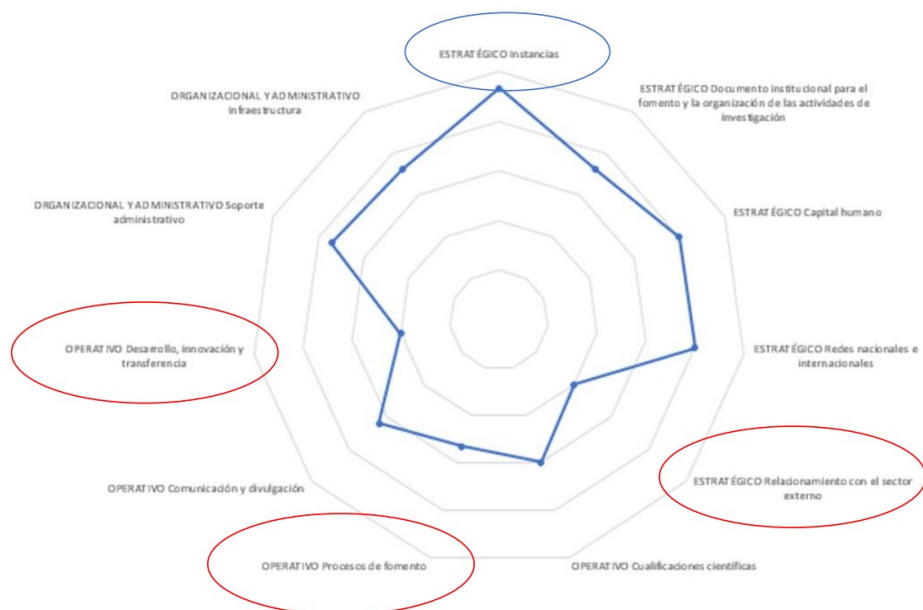 ESTRATÉGICO Instancias
ESTRATÉGICO Documento institucional para el
fomento y la organización de las actividades de
investigación
ESTRATÉGICO Capital humano
ESTRATÉGICO Redes nacionales e
internacionales
ESTRATÉGICO Relacionamiento con el sector
externo
OPERATIVO Cualificaciones científicas
OPERATIVO Procesos de fomento
OPERATIVO Comunicación y divulgación
OPERATIVO Desarrollo, innovación y
transferencia
ORGANIZACIONAL Y ADMINISTRATIVO Soporte
administrativo
ORGANIZACIONAL Y ADMINISTRATIVO
Infraestructura